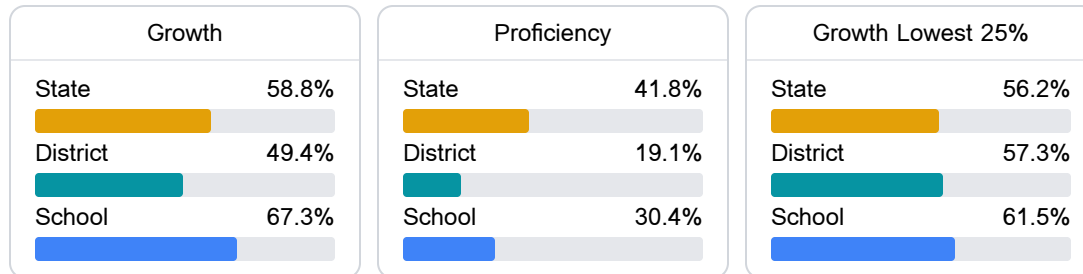 Growth
State 58.8%
District 49.4%
School 67.3%
Proficiency
State 41.8%
District 19.1%
School 30.4%
Growth Lowest 25%
State 56.2%
District 57.3%
School 61.5%